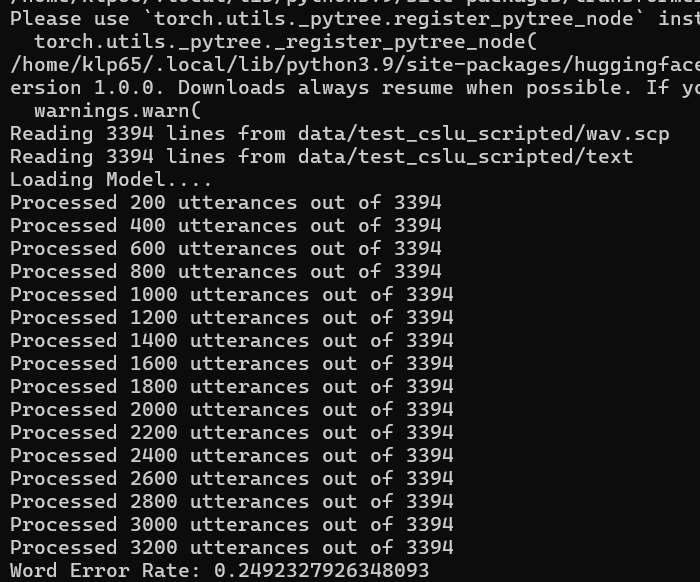 Please use `torch.utils._pytree.register_pytree_node` inst
torch.utils._pytree._register_pytree_node(
/home/klp65/.local/lib/python3.9/site-packages/huggingface
ersion 1.0.0. Downloads always resume when possible. If yo
warnings.warn(
Reading 3394 lines from data/test_cslu_scripted/wav.scp
Reading 3394 lines from data/test_cslu_scripted/text
Loading Model....
Processed 200 utterances out of 3394
Processed 400 utterances out of 3394
Processed 600 utterances out of 3394
Processed 800 utterances out of 3394
Processed 1000 utterances out of 3394
Processed 1200 utterances out of 3394
Processed 1400 utterances out of 3394
Processed 1600 utterances out of 3394
Processed 1800 utterances out of 3394
Processed 2000 utterances out of 3394
Processed 2200 utterances out of 3394
Processed 2400 utterances out of 3394
Processed 2600 utterances out of 3394
Processed 2800 utterances out of 3394
Processed 3000 utterances out of 3394
Processed 3200 utterances out of 3394
Word Error Rate: 0.2492327926348093